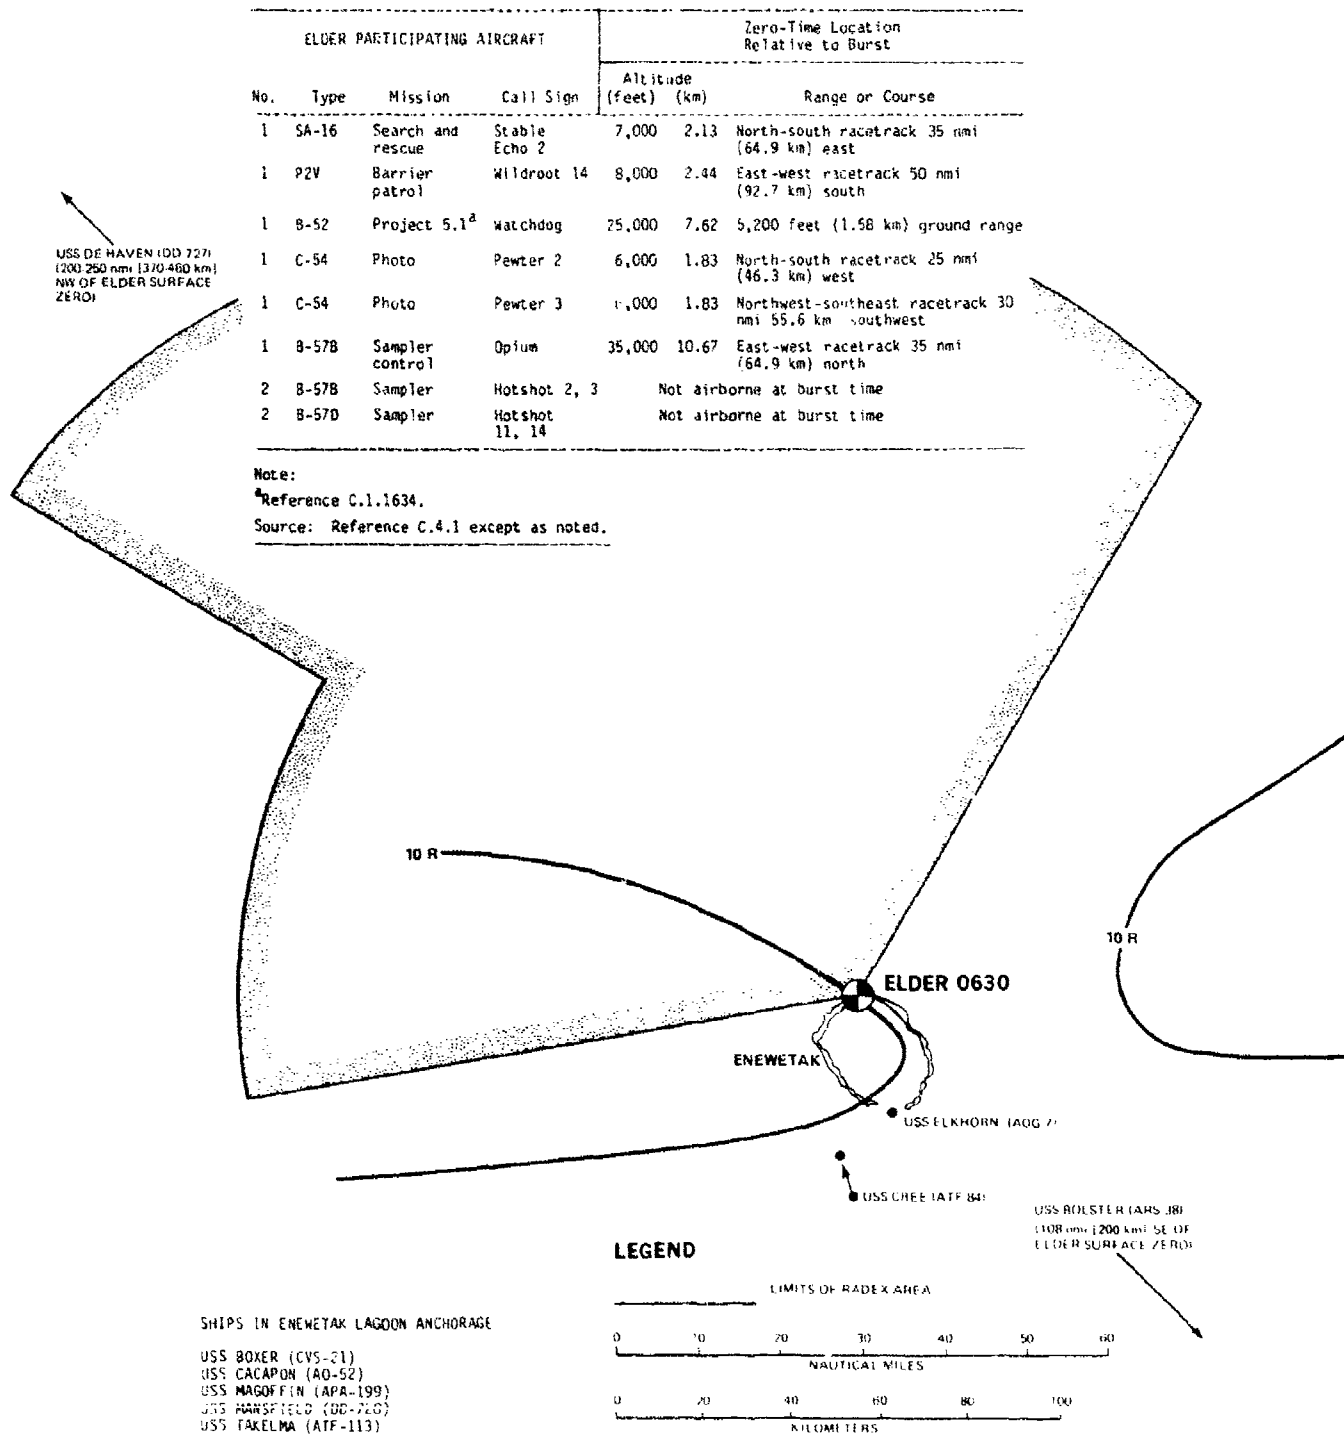 ELDER PARTICIPATING AIRCRAFT
Zero-Time Location
Relative to Burst
No. Type Mission Call Sign
Altitude
(feet) (km) Range or Course
1 SA-16 Search and rescue Stable Echo 2 7,000 2.13 North-south racetrack 35 nmi (64.9 km) east
1 P2V Barrier patrol Wildroot 14 8,000 2.44 East-west racetrack 50 nmi (92.7 km) south
1 B-52 Project 5.1a Watchdog 25,000 7.62 5,200 feet (1.58 km) ground range
1 C-54 Photo Pewter 2 6,000 1.83 North-south racetrack 25 nmi (46.3 km) west
1 C-54 Photo Pewter 3 1.83 Northwest-southeast racetrack 30 nmi 55.6 km southwest
1 B-57B Sampler control Opium 35,000 10.67 East-west racetrack 35 nmi (64.9 km) north
2 B-57B Sampler Hotshot 2, 3 Not airborne at burst time
2 B-57D Sampler Hotshot 11, 14 Not airborne at burst time
Note:
aReference C.1.1634.
Source: Reference C.4.1 except as noted.
USS DE HAVEN (DD 727)
(200-250 nmi [370-460 km]
NW OF ELDER SURFACE
ZERO)
10 R
10 R
ELDER 0630
ENEWETAK
USS ELKHORN (AOG 7)
USS CREE (ATF 84)
USS BOLSTER (ARS 38)
(108 nmi [200 km] SE OF
ELDER SURFACE ZERO)
LEGEND
LIMITS OF RADEX AREA
0 10 20 30 40 50 60
NAUTICAL MILES
0 20 40 60 80 100
KILOMETERS
SHIPS IN ENEWETAK LAGOON ANCHORAGE
USS BOXER (CVS-21)
USS CACAPON (AO-52)
USS MAGOFFIN (APA-199)
USS MANSFIELD (DD-728)
USS TAKELMA (ATF-113)